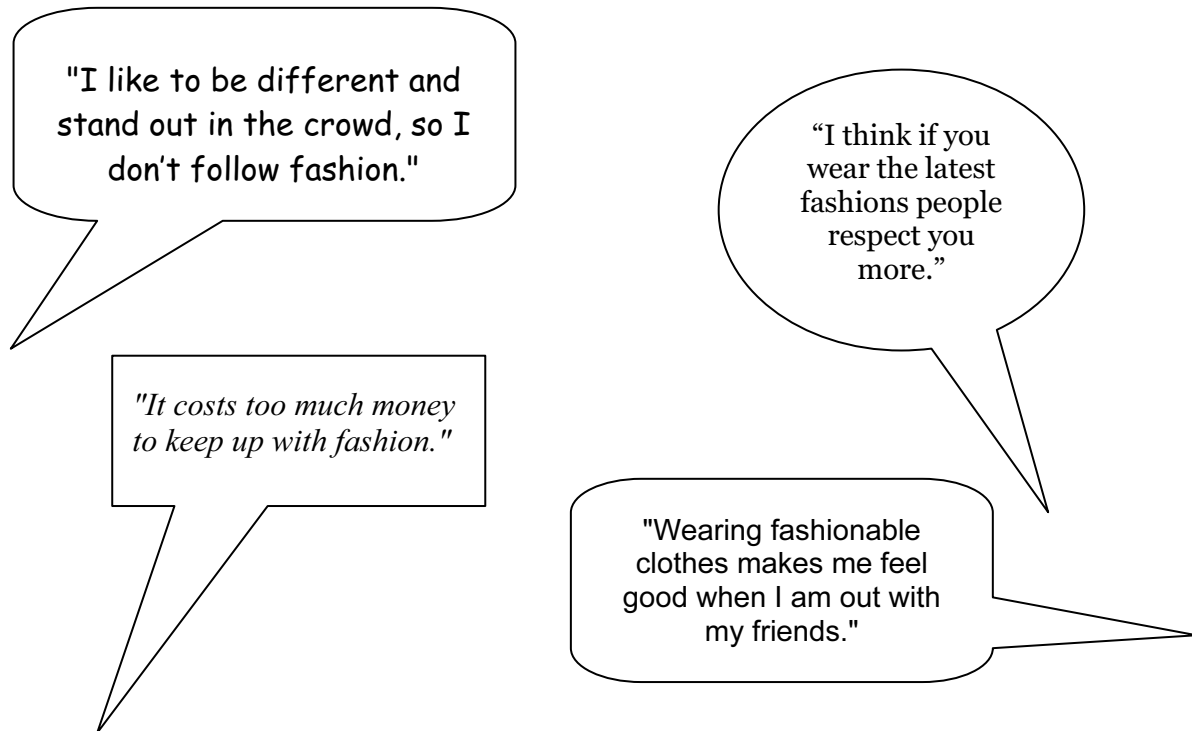 "I like to be different and
stand out in the crowd, so I
don't follow fashion."
“I think if you
wear the latest
fashions people
respect you
more.”
"It costs too much money
to keep up with fashion."
"Wearing fashionable
clothes makes me feel
good when I am out with
my friends."